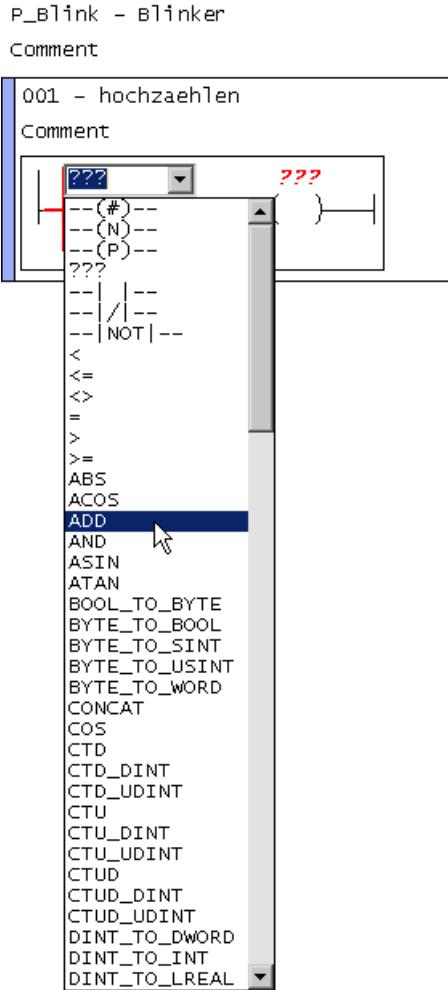 P_Blink - Blinker
Comment
001 - hochzaehlen
Comment
???
???
--(#)--
--(N)--
--(P)--
???
--| |--
--|/|--
--|NOT|--
<
<=
<>
=
>
>=
ABS
ACOS
ADD
AND
ASIN
ATAN
BOOL_TO_BYTE
BYTE_TO_BOOL
BYTE_TO_SINT
BYTE_TO_USINT
BYTE_TO_WORD
CONCAT
COS
CTD
CTD_DINT
CTD_UDINT
CTU
CTU_DINT
CTU_UDINT
CTUD
CTUD_DINT
CTUD_UDINT
DINT_TO_DWORD
DINT_TO_INT
DINT_TO_LREAL